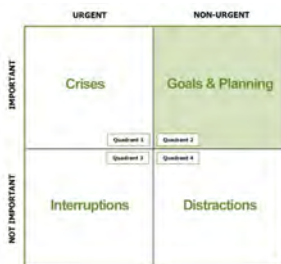 URGENT
NON-URGENT
IMPORTANT
Crises
Goals & Planning
Quadrant 1
Quadrant 2
Quadrant 3
Quadrant 4
NOT IMPORTANT
Interruptions
Distractions